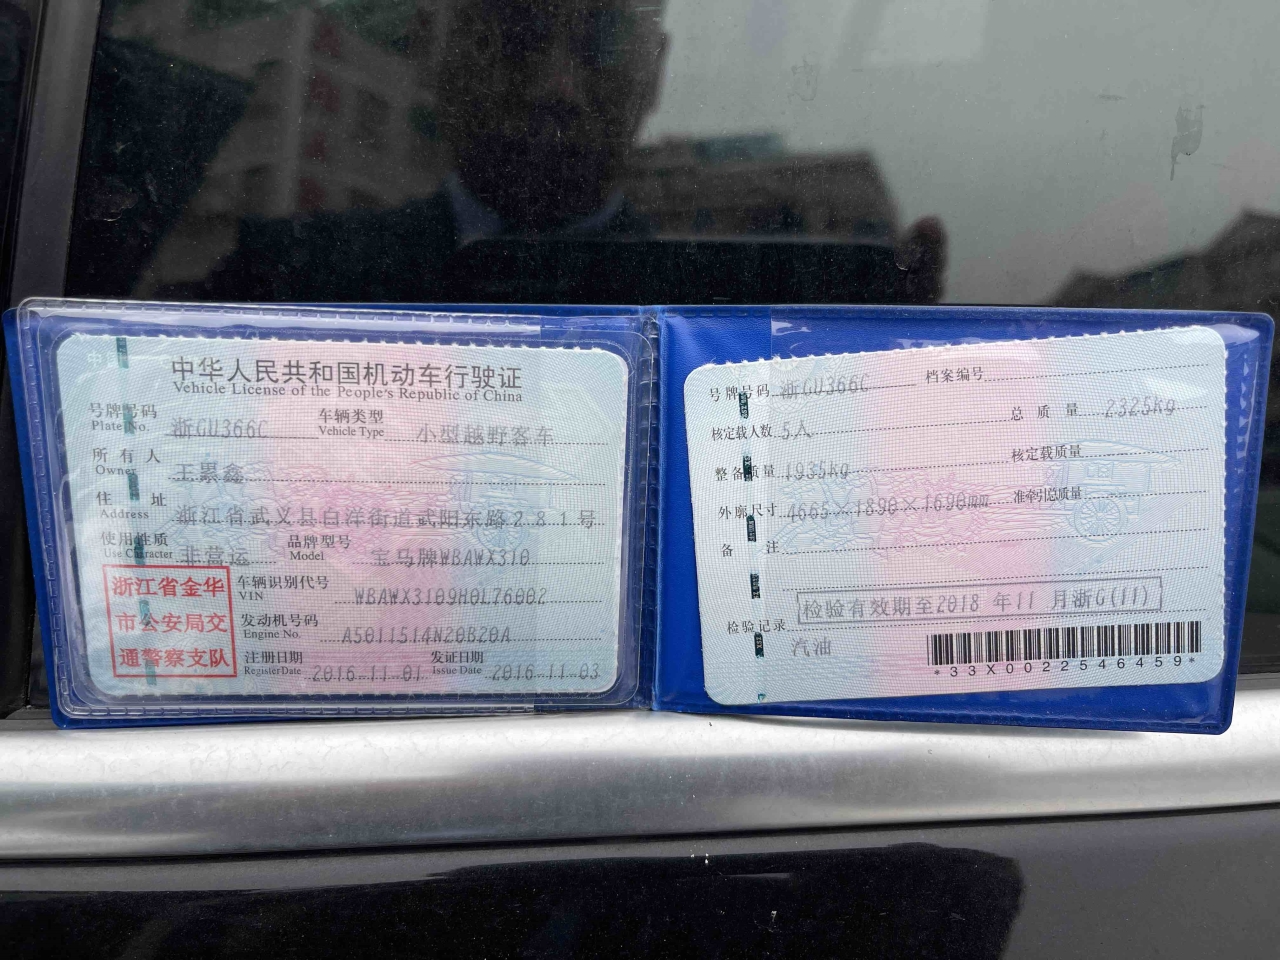 中华人民共和国机动车行驶证
Vehicle License of the People's Republic of China
号牌号码 浙GU366C 车辆类型 小型越野客车
Plate No. Vehicle Type
所有人 王累鑫
Owner
住址 浙江省武义县白洋街道武阳东路281号
Address
使用性质 非营运 品牌型号 宝马牌WBAWX310
Use Character Model
浙江省金华
市公安局交
通警察支队
车辆识别代号 WBAWX3109H0L76002
VIN
发动机号码 A5011514N20B20A
Engine No.
注册日期 2016-11-01 发证日期 2016-11-03
Register Date Issue Date
号牌号码 浙GU366C 档案编号
核定载人数 5人 总质量 2325kg
整备质量 1935kg 核定载质量
外廓尺寸 4665×1890×1690mm 准牵引总质量
备注
检验有效期至2018 年11 月浙G(11)
检验记录
汽油
*33X0022546459*